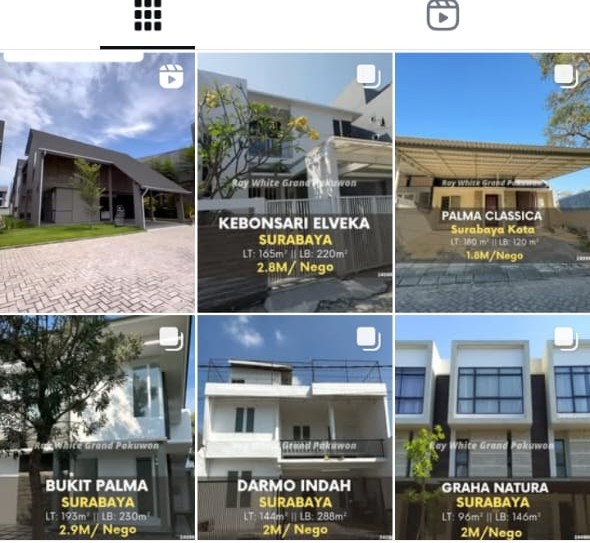 Ray White Grand Pakuwon
KEBONSARI ELVEKA
SURABAYA
LT: 165m² || LB: 220m²
2.8M/ Nego
Ray White Grand Pakuwon
PALMA CLASSICA
Surabaya Kota
LT: 180 m² || LB: 120 m²
1.8M/Nego
Ray White Grand Pakuwon
BUKIT PALMA
SURABAYA
LT: 193m² || LB: 230m²
2.9M/ Nego
Grand Pakuwon
DARMO INDAH
SURABAYA
LT: 144m² || LB: 288m²
2M/ Nego
Ray White Grand Pakuwon
GRAHA NATURA
SURABAYA
LT: 96m² || LB: 146m²
2M/ Nego